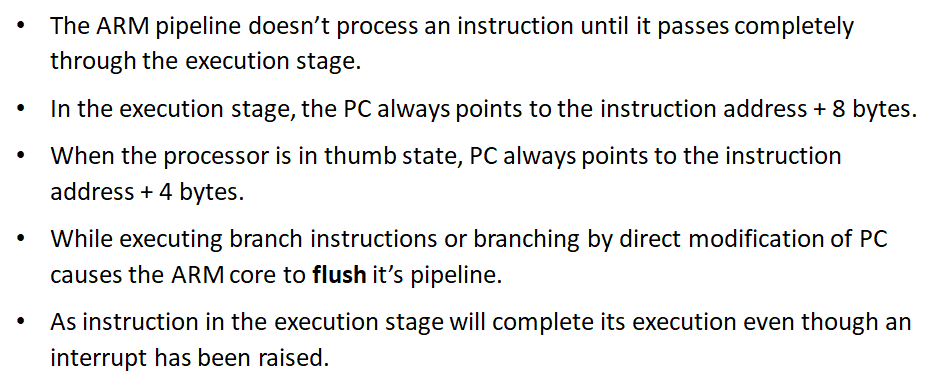 • The ARM pipeline doesn’t process an instruction until it passes completely
through the execution stage.
• In the execution stage, the PC always points to the instruction address + 8 bytes.
• When the processor is in thumb state, PC always points to the instruction
address + 4 bytes.
• While executing branch instructions or branching by direct modification of PC
causes the ARM core to flush it’s pipeline.
• As instruction in the execution stage will complete its execution even though an
interrupt has been raised.